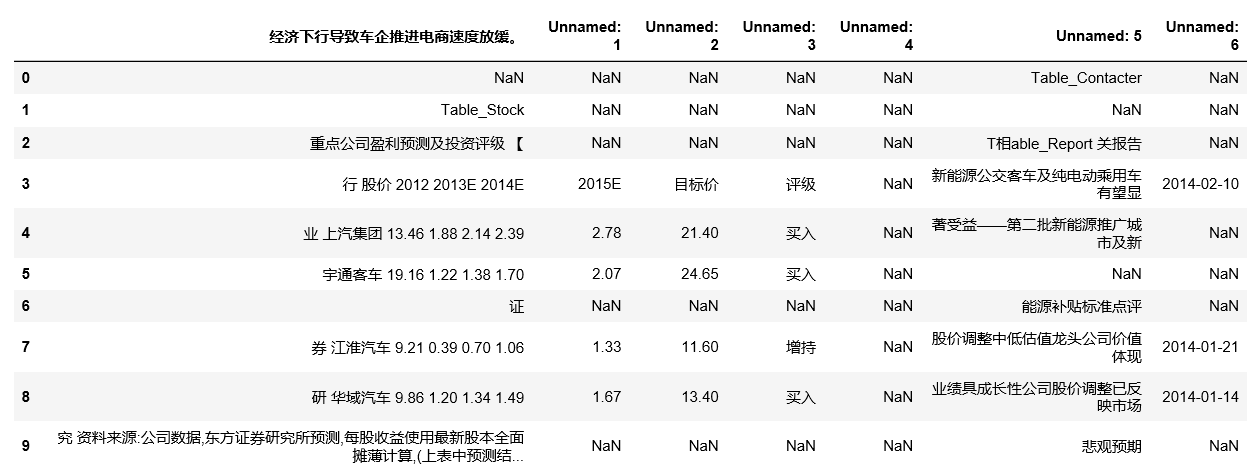 经济下行导致车企推进电商速度放缓。 Unnamed: 1 Unnamed: 2 Unnamed: 3 Unnamed: 4 Unnamed: 5 Unnamed: 6
0 NaN NaN NaN NaN NaN Table_Contacter NaN
1 Table_Stock NaN NaN NaN NaN NaN NaN
2 重点公司盈利预测及投资评级 【 NaN NaN NaN NaN T相able_Report 关报告 NaN
3 行 股价 2012 2013E 2014E 2015E 目标价 评级 NaN 新能源公交客车及纯电动乘用车有望显 2014-02-10
4 业 上汽集团 13.46 1.88 2.14 2.39 2.78 21.40 买入 NaN 著受益——第二批新能源推广城市及新 NaN
5 宇通客车 19.16 1.22 1.38 1.70 2.07 24.65 买入 NaN NaN NaN
6 证 NaN NaN NaN NaN 能源补贴标准点评 NaN
7 券 江淮汽车 9.21 0.39 0.70 1.06 1.33 11.60 增持 NaN 股价调整中低估值龙头公司价值体现 2014-01-21
8 研 华域汽车 9.86 1.20 1.34 1.49 1.67 13.40 买入 NaN 业绩具成长性公司股价调整已反映市场 2014-01-14
9 究 资料来源:公司数据,东方证券研究所预测,每股收益使用最新股本全面摊薄计算,(上表中预测结... NaN NaN NaN NaN 悲观预期 NaN